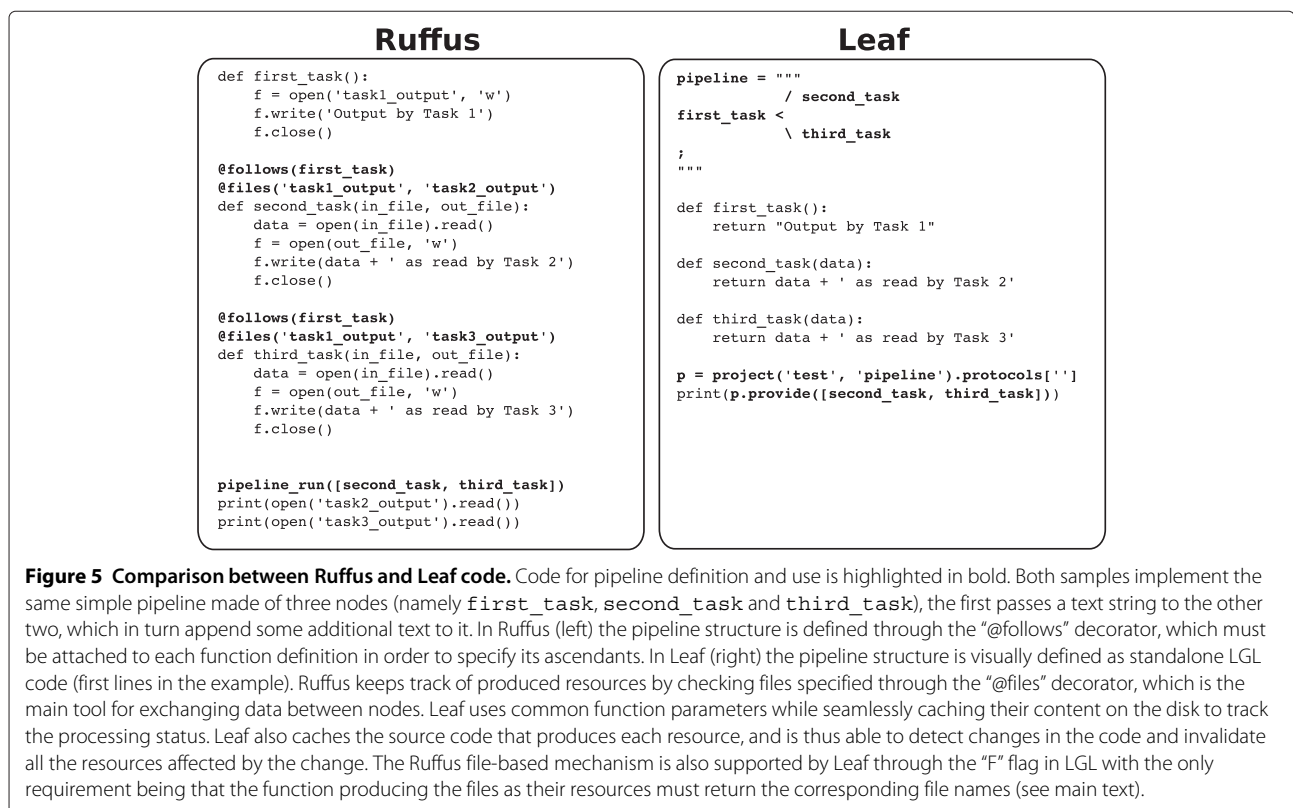 Ruffus
def first_task():
    f = open('task1_output', 'w')
    f.write('Output by Task 1')
    f.close()
@follows(first_task)
@files('task1_output', 'task2_output')
def second_task(in_file, out_file):
    data = open(in_file).read()
    f = open(out_file, 'w')
    f.write(data + ' as read by Task 2')
    f.close()
@follows(first_task)
@files('task1_output', 'task3_output')
def third_task(in_file, out_file):
    data = open(in_file).read()
    f = open(out_file, 'w')
    f.write(data + ' as read by Task 3')
    f.close()
pipeline_run([second_task, third_task])
print(open('task2_output').read())
print(open('task3_output').read())
Leaf
pipeline = """
            / second_task
first_task <
            \ third_task
;
"""
def first_task():
    return "Output by Task 1"
def second_task(data):
    return data + ' as read by Task 2'
def third_task(data):
    return data + ' as read by Task 3'
p = project('test', 'pipeline').protocols['']
print(p.provide([second_task, third_task]))
Figure 5 Comparison between Ruffus and Leaf code. Code for pipeline definition and use is highlighted in bold. Both samples implement the
same simple pipeline made of three nodes (namely first_task, second_task and third_task), the first passes a text string to the other
two, which in turn append some additional text to it. In Ruffus (left) the pipeline structure is defined through the “@follows” decorator, which must
be attached to each function definition in order to specify its ascendants. In Leaf (right) the pipeline structure is visually defined as standalone LGL
code (first lines in the example). Ruffus keeps track of produced resources by checking files specified through the “@files” decorator, which is the
main tool for exchanging data between nodes. Leaf uses common function parameters while seamlessly caching their content on the disk to track
the processing status. Leaf also caches the source code that produces each resource, and is thus able to detect changes in the code and invalidate
all the resources affected by the change. The Ruffus file-based mechanism is also supported by Leaf through the “F” flag in LGL with the only
requirement being that the function producing the files as their resources must return the corresponding file names (see main text).